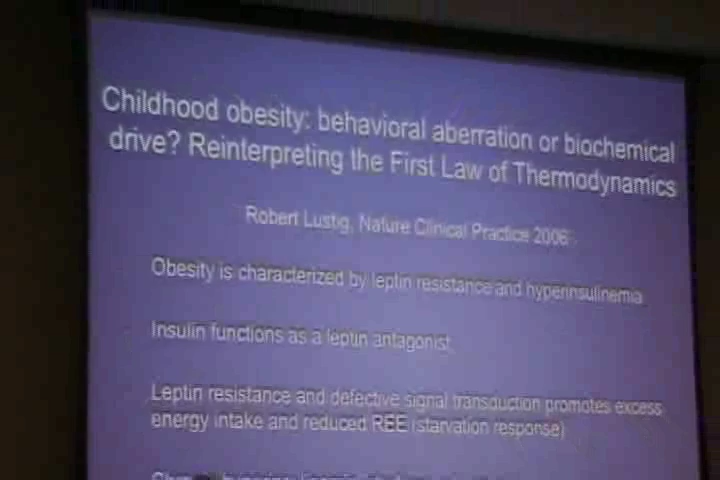 Childhood obesity: behavioral aberration or biochemical
drive? Reinterpreting the First Law of Thermodynamics
Robert Lustig, Nature Clinical Practice 2006
Obesity is characterized by leptin resistance and hyperinsulinemia
Insulin functions as a leptin antagonist
Leptin resistance and defective signal transduction promotes excess
energy intake and reduced REE (starvation response)